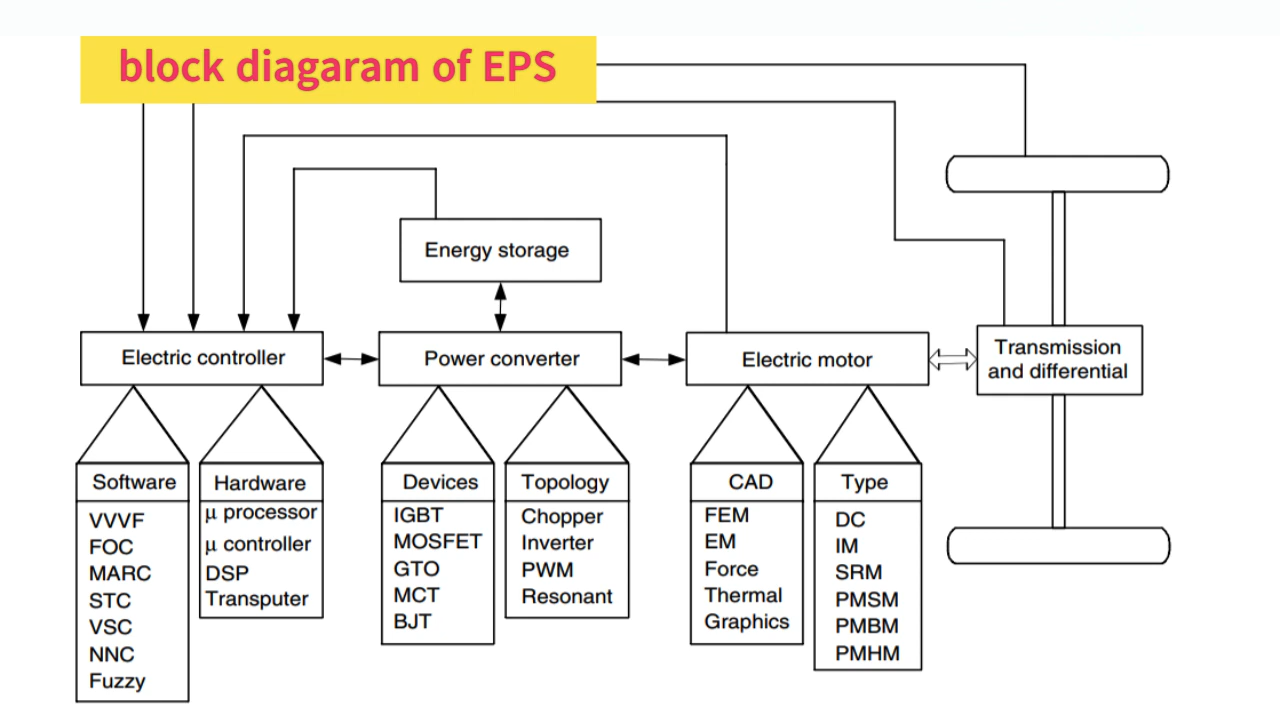 block diagaram of EPS
Energy storage
Electric controller
Power converter
Electric motor
Transmission
and differential
Software
VVVF
FOC
MARC
STC
VSC
NNC
Fuzzy
Hardware
μ processor
μ controller
DSP
Transputer
Devices
IGBT
MOSFET
GTO
MCT
BJT
Topology
Chopper
Inverter
PWM
Resonant
CAD
FEM
EM
Force
Thermal
Graphics
Type
DC
IM
SRM
PMSM
PMBM
PMHM